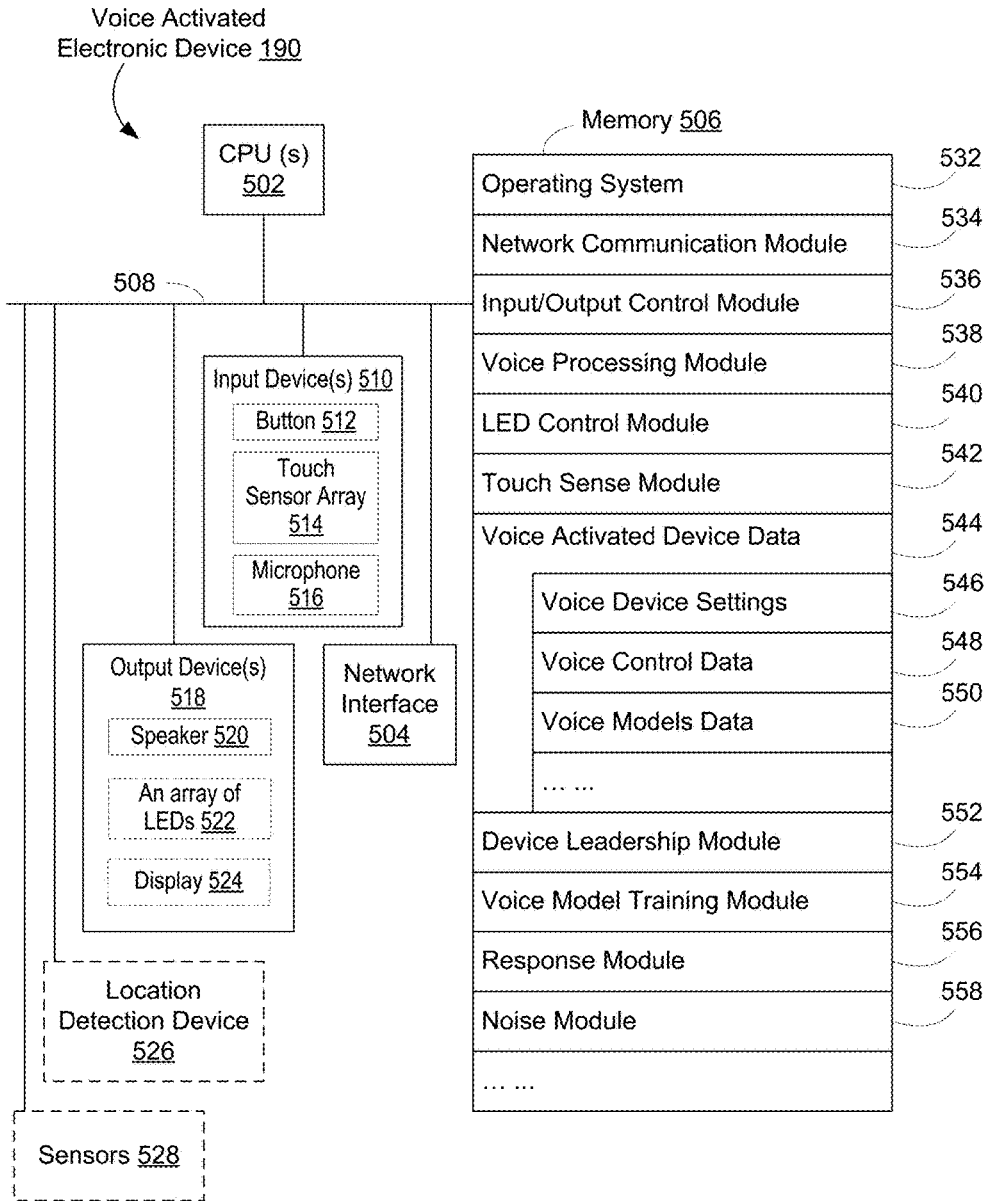 Voice Activated
Electronic Device 190
CPU (s)
502
508
Input Device(s) 510
Button 512
Touch
Sensor Array
514
Microphone
516
Output Device(s)
518
Speaker 520
An array of
LEDs 522
Display 524
Network
Interface
504
Location
Detection Device
526
Sensors 528
Memory 506
Operating System
532
Network Communication Module
534
Input/Output Control Module
536
Voice Processing Module
538
LED Control Module
540
Touch Sense Module
542
Voice Activated Device Data
544
Voice Device Settings
546
Voice Control Data
548
Voice Models Data
550
... ...
Device Leadership Module
552
Voice Model Training Module
554
Response Module
556
Noise Module
558
... ...